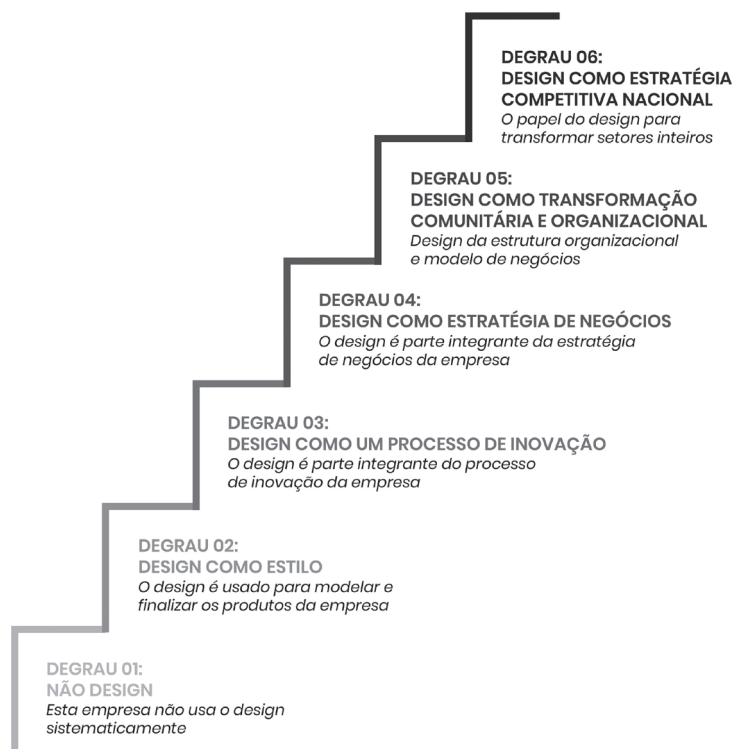 DEGRAU 06:
DESIGN COMO ESTRATÉGIA
COMPETITIVA NACIONAL
O papel do design para
transformar setores inteiros
DEGRAU 05:
DESIGN COMO TRANSFORMAÇÃO
COMUNITÁRIA E ORGANIZACIONAL
Design da estrutura organizacional
e modelo de negócios
DEGRAU 04:
DESIGN COMO ESTRATÉGIA DE NEGÓCIOS
O design é parte integrante da estratégia
de negócios da empresa
DEGRAU 03:
DESIGN COMO UM PROCESSO DE INOVAÇÃO
O design é parte integrante do processo
de inovação da empresa
DEGRAU 02:
DESIGN COMO ESTILO
O design é usado para modelar e
finalizar os produtos da empresa
DEGRAU 01:
NÃO DESIGN
Esta empresa não usa o design
sistematicamente